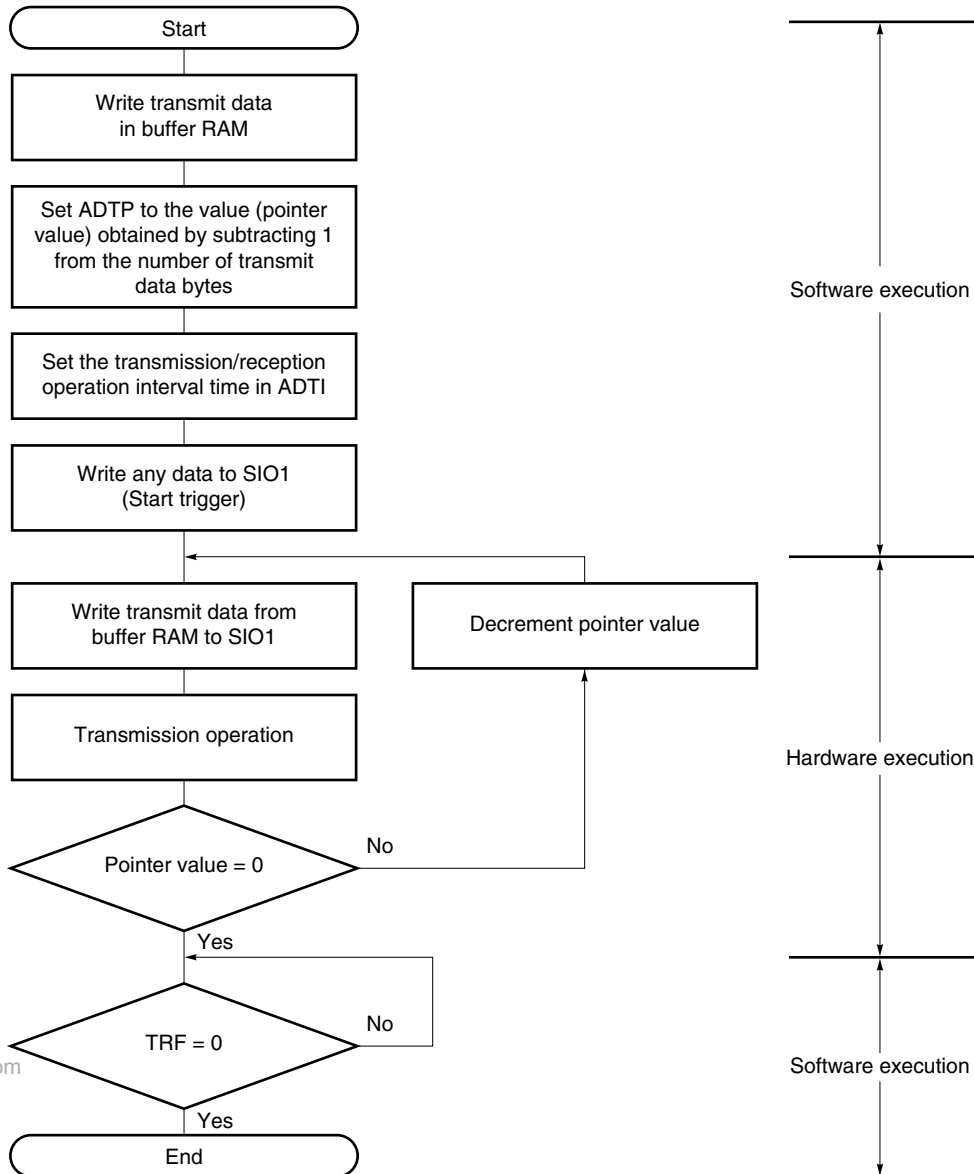 Start
Write transmit data
in buffer RAM
Set ADTP to the value (pointer
value) obtained by subtracting 1
from the number of transmit
data bytes
Software execution
Set the transmission/reception
operation interval time in ADTI
Write any data to SIO1
(Start trigger)
Write transmit data from
buffer RAM to SIO1
Decrement pointer value
Transmission operation
Hardware execution
Pointer value = 0
No
Yes
TRF = 0
No
om
Software execution
Yes
End